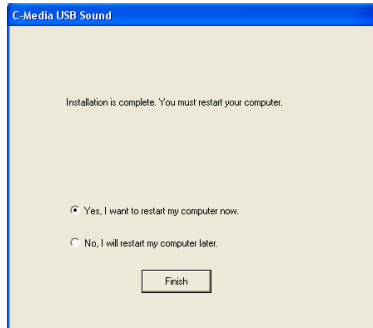 C-Media USB Sound
Installation is complete. You must restart your computer.
Yes, I want to restart my computer now.
No, I will restart my computer later.
Finish